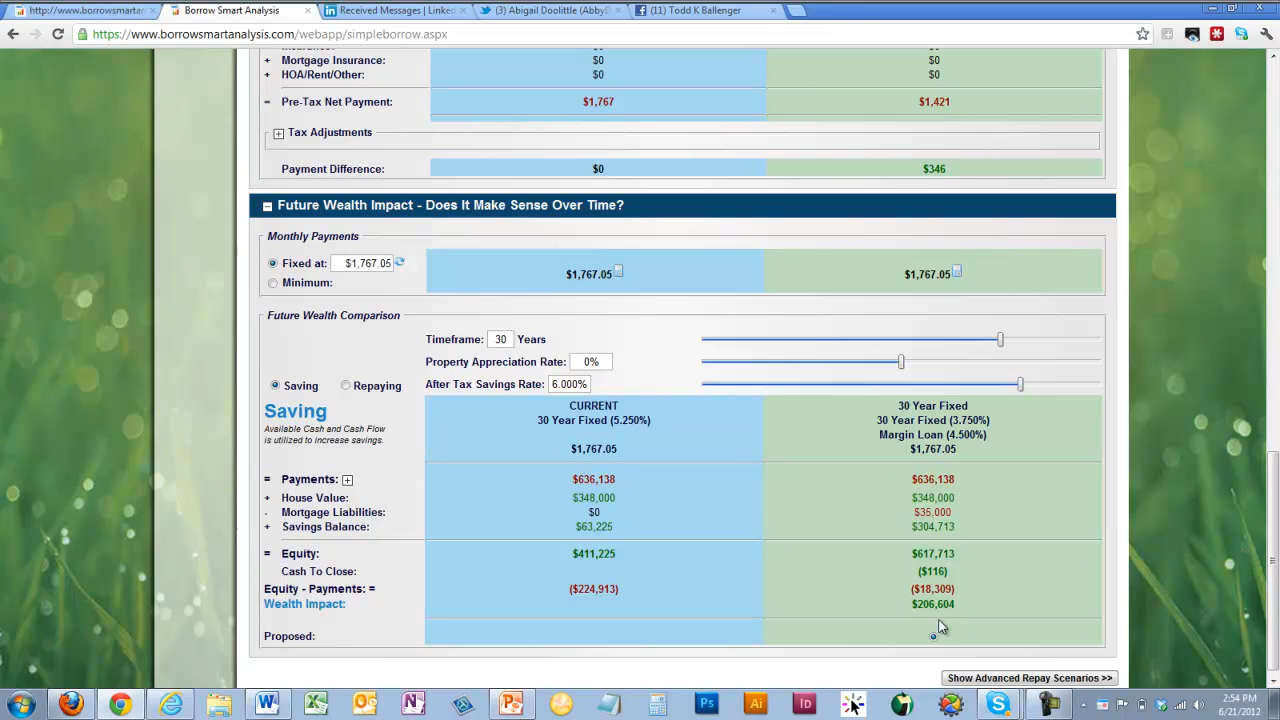 http://www.borrowsmarta
Borrow Smart Analysis
Received Messages | Linked
(3) Abigail Doolittle (AbbyD
(11) Todd K Ballenger
https://www.borrowsmartanalysis.com/webapp/simpleborrow.aspx
+ Mortgage Insurance: $0 $0
+ HOA/Rent/Other: $0 $0
= Pre-Tax Net Payment: $1,767 $1,421
+ Tax Adjustments
Payment Difference: $0 $346
Future Wealth Impact - Does It Make Sense Over Time?
Monthly Payments
Fixed at: $1,767.05 $1,767.05 $1,767.05
Minimum:
Future Wealth Comparison
Timeframe: 30 Years
Property Appreciation Rate: 0%
Saving Repaying After Tax Savings Rate: 6.000%
Saving
Available Cash and Cash Flow
is utilized to increase savings.
CURRENT
30 Year Fixed (5.250%)
$1,767.05
30 Year Fixed
30 Year Fixed (3.750%)
Margin Loan (4.500%)
$1,767.05
= Payments: + $636,138 $636,138
+ House Value: $348,000 $348,000
- Mortgage Liabilities: $0 $35,000
+ Savings Balance: $63,225 $304,713
= Equity: $411,225 $617,713
Cash To Close: ($116)
Equity - Payments: = ($224,913) ($18,309)
Wealth Impact: $206,604
Proposed:
Show Advanced Repay Scenarios >>
2:54 PM
6/21/2012